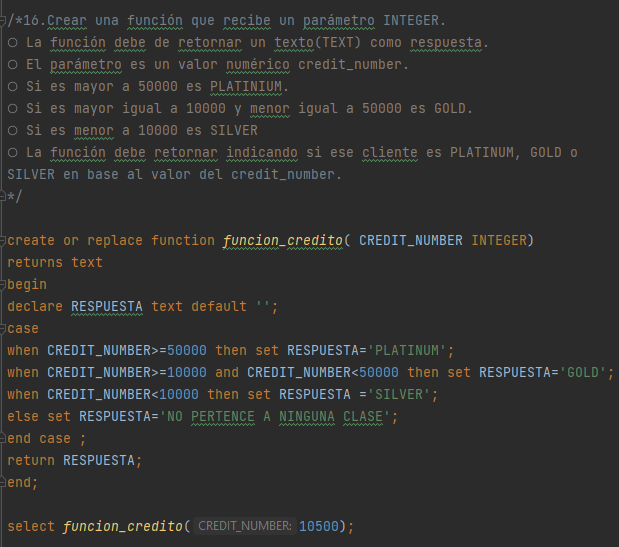 /*16.Crear una función que recibe un parámetro INTEGER.
○ La función debe de retornar un texto(TEXT) como respuesta.
○ El parámetro es un valor numérico credit_number.
○ Si es mayor a 50000 es PLATINIUM.
○ Si es mayor igual a 10000 y menor igual a 50000 es GOLD.
○ Si es menor a 10000 es SILVER
○ La función debe retornar indicando si ese cliente es PLATINUM, GOLD o
SILVER en base al valor del credit_number.
*/

create or replace function funcion_credito( CREDIT_NUMBER INTEGER)
returns text
begin
declare RESPUESTA text default '';
case
when CREDIT_NUMBER>=50000 then set RESPUESTA='PLATINUM';
when CREDIT_NUMBER>=10000 and CREDIT_NUMBER<50000 then set RESPUESTA='GOLD';
when CREDIT_NUMBER<10000 then set RESPUESTA ='SILVER';
else set RESPUESTA='NO PERTENCE A NINGUNA CLASE';
end case ;
return RESPUESTA;
end;

select funcion_credito( CREDIT_NUMBER: 10500);